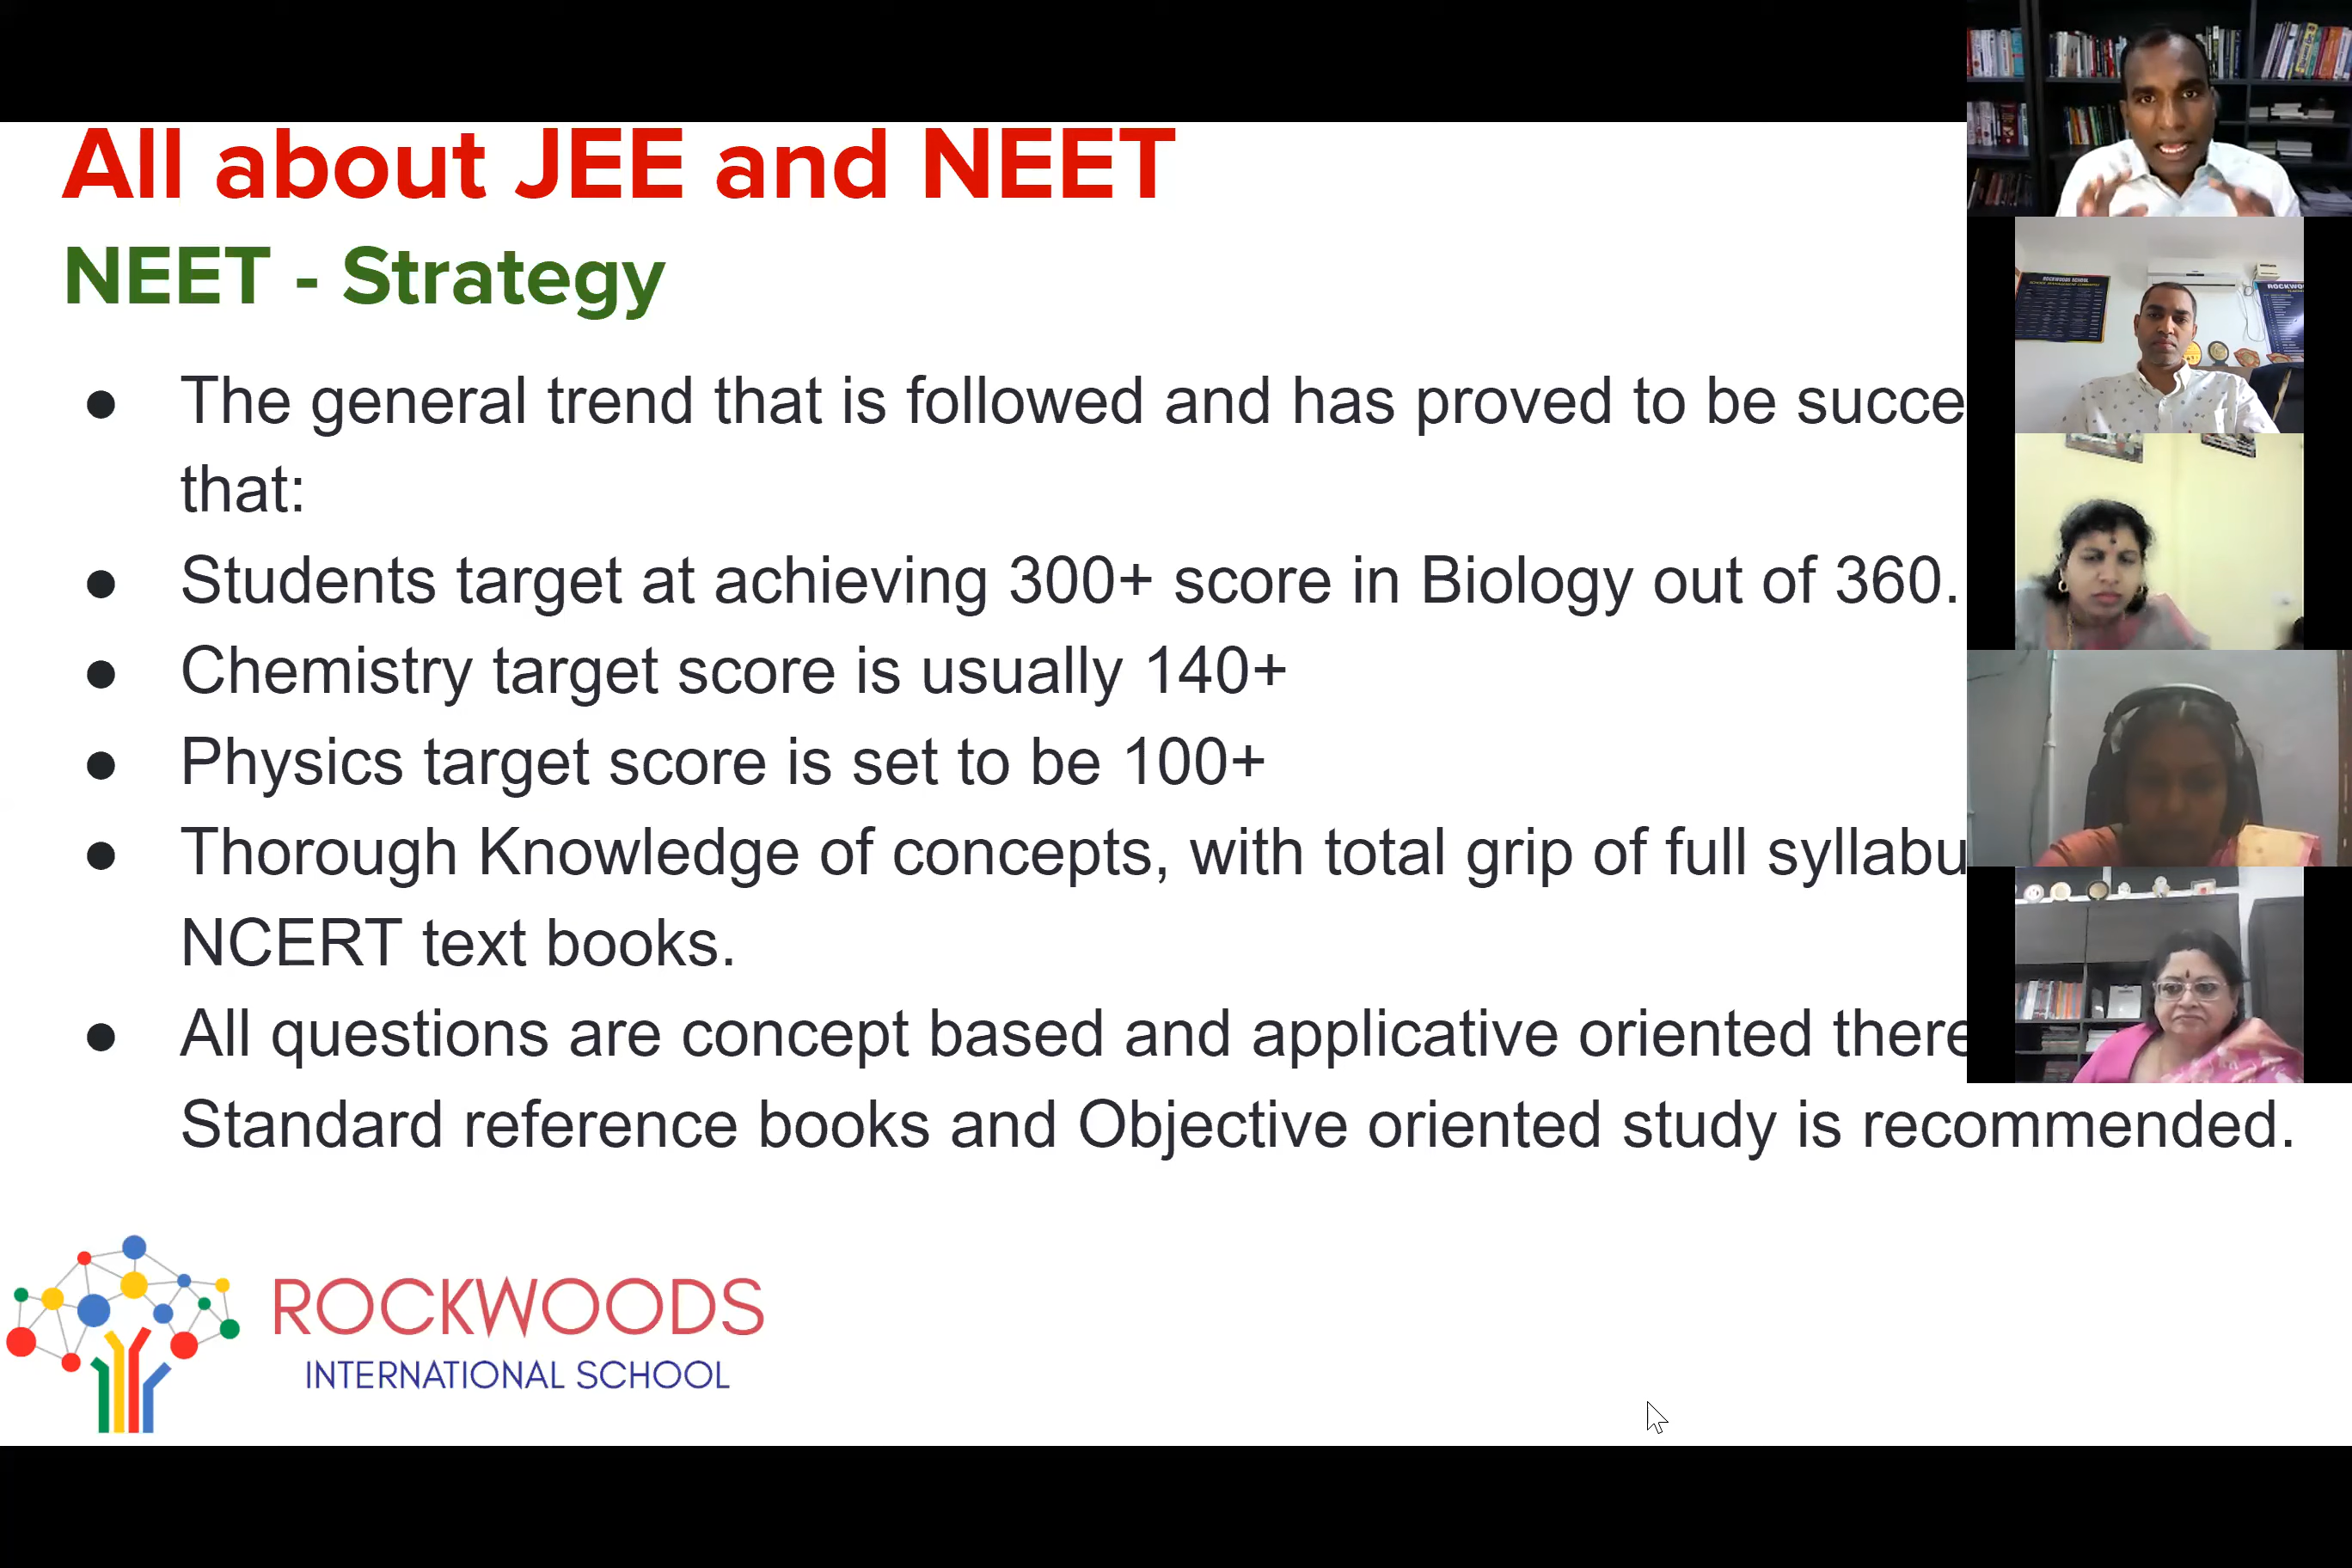 All about JEE and NEET
NEET - Strategy
● The general trend that is followed and has proved to be
that:
● Students target at achieving 300+ score in Biology out of 360.
● Chemistry target score is usually 140+
● Physics target score is set to be 100+
● Thorough Knowledge of concepts, with total grip of full
NCERT text books.
● All questions are concept based and applicative oriented
Standard reference books and Objective oriented study is recommended.
ROCKWOODS
INTERNATIONAL SCHOOL
ROCKWOODS SCHOOL